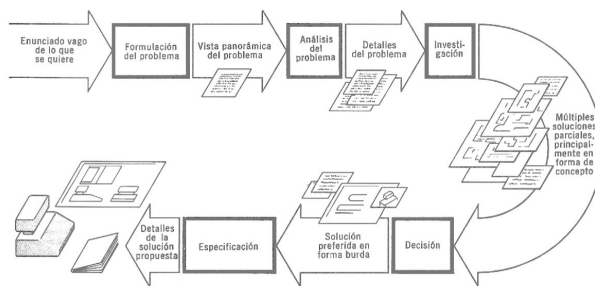 Enunciado vago
de lo que
se quiere
Formulación
del problema
Vista panorámica
del problema
Análisis
del
problema
Detalles
del problema
Investi-
gación
Múltiples
soluciones
parciales,
principal-
mente en
forma de
concepto
Decisión
Solución
preferida en
forma burda
Especificación
Detalles
de la
solución
propuesta